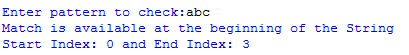 Enter pattern to check:abc
Match is available at the beginning of the String
Start Index: 0 and End Index: 3